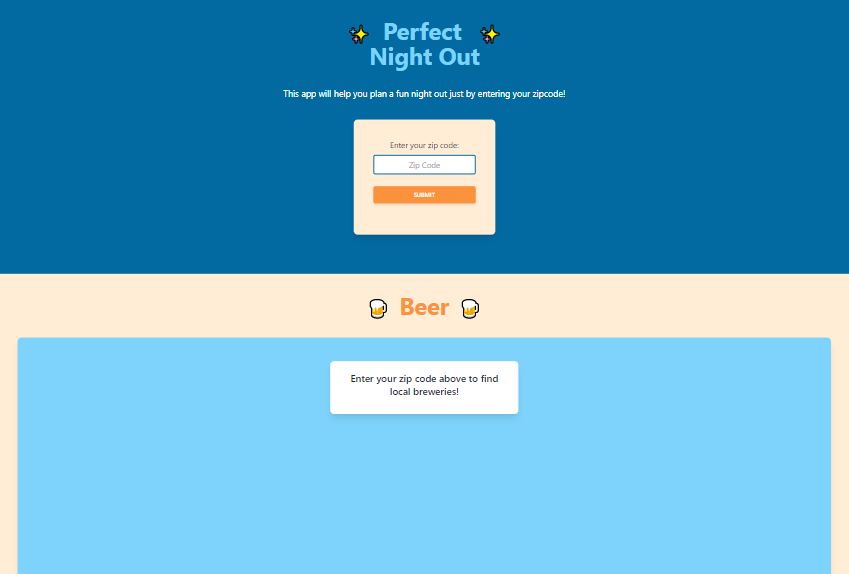 Perfect
Night Out
This app will help you plan a fun night out just by entering your zipcode!
Enter your zip code:
Zip Code
SUBMIT
Beer
Enter your zip code above to find
local breweries!